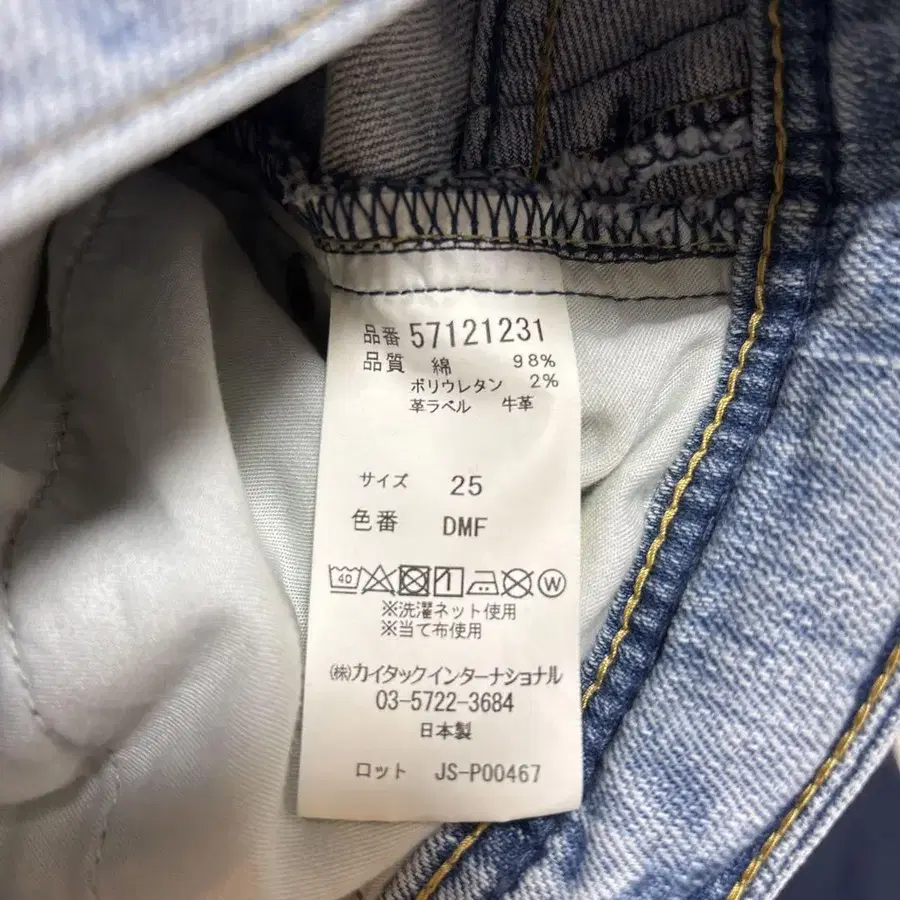 品番 57121231
品質 綿 98%
ポリウレタン 2%
革ラベル 牛革
サイズ 25
色番 DMF
40 W
※洗濯ネット使用
※当て布使用
㈱カイタックインターナショナル
03-5722-3684
日本製
ロット JS-P00467